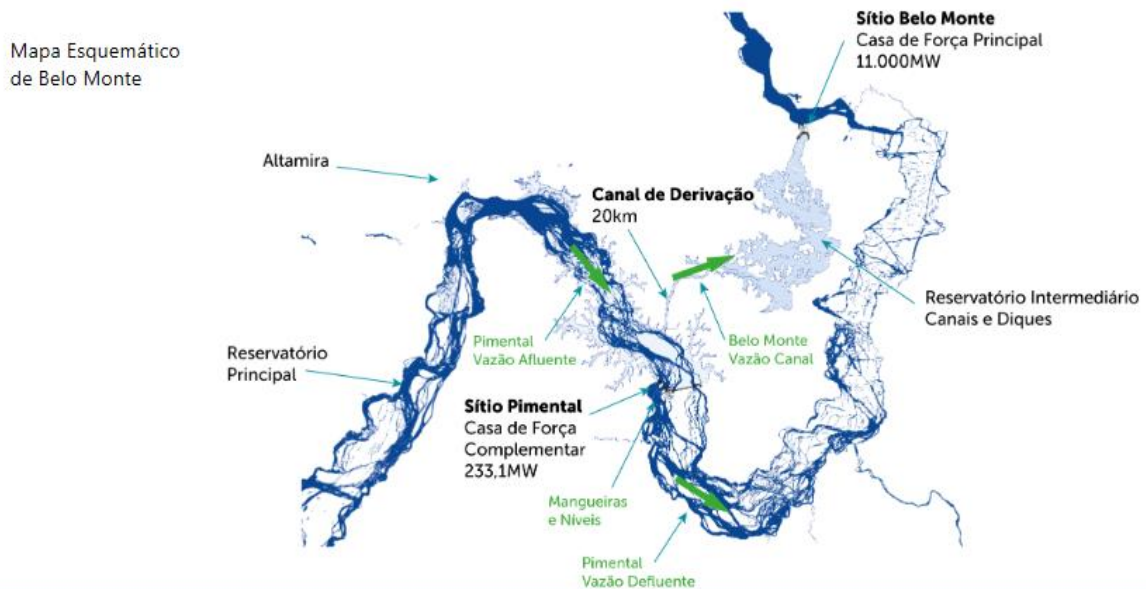 Mapa Esquemático
de Belo Monte
Sítio Belo Monte
Casa de Força Principal
11.000MW
Altamira
Canal de Derivação
20km
Reservatório Intermediário
Canais e Diques
Pimental
Vazão Afluente
Belo Monte
Vazão Canal
Reservatório
Principal
Sítio Pimental
Casa de Força
Complementar
233,1MW
Mangueiras
e Níveis
Pimental
Vazão Defluente